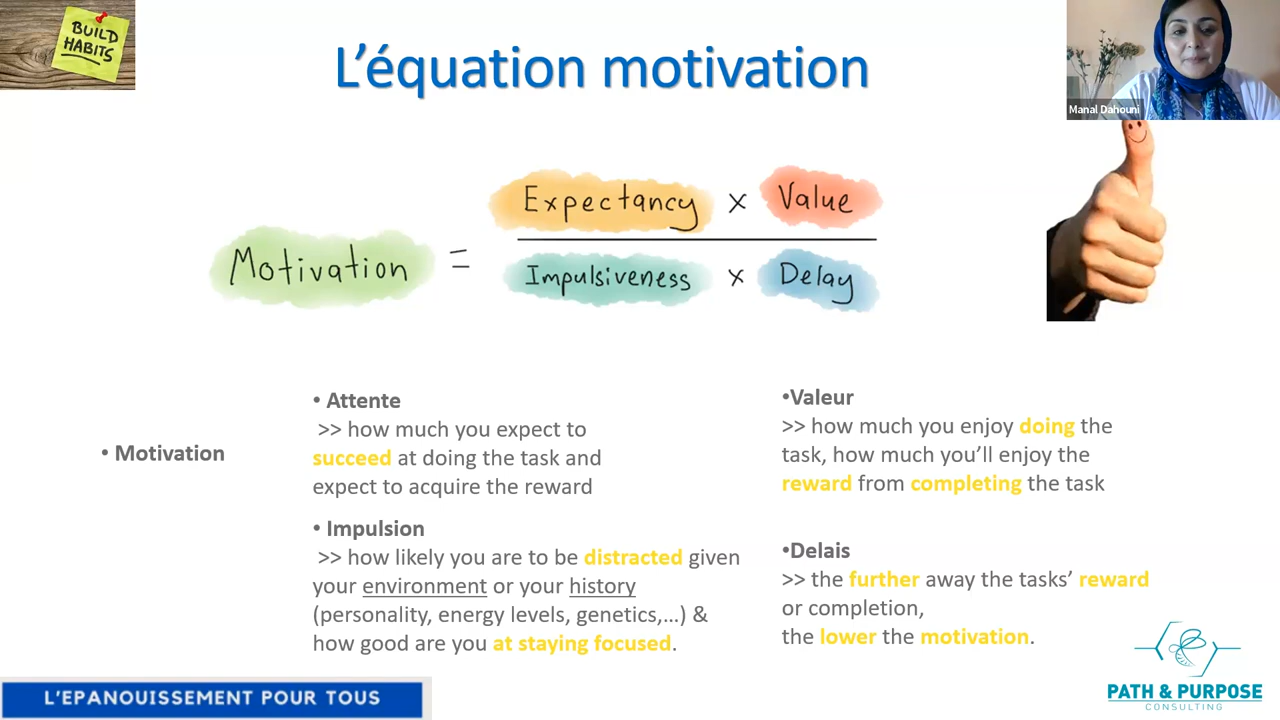 BUILD
HABITS
L'équation motivation
Manal Dahouni
Motivation = Expectancy x Value
Impulsiveness x Delay
• Motivation
• Attente
>> how much you expect to
succeed at doing the task and
expect to acquire the reward
• Impulsion
>> how likely you are to be distracted given
your environment or your history
(personality, energy levels, genetics,...) &
how good are you at staying focused.
•Valeur
>> how much you enjoy doing the
task, how much you'll enjoy the
reward from completing the task
•Delais
>> the further away the tasks' reward
or completion,
the lower the motivation.
L'EPANOUISSEMENT POUR TOUS
PATH & PURPOSE
CONSULTING